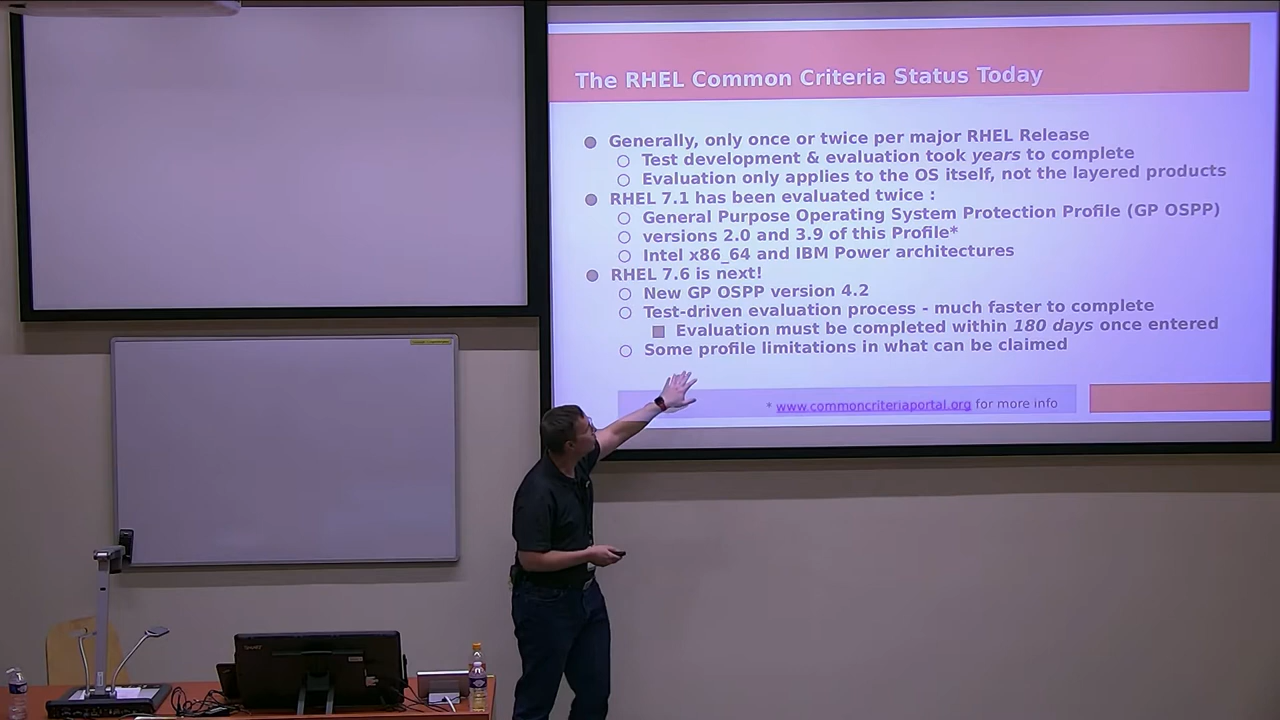 The RHEL Common Criteria Status Today
Generally, only once or twice per major RHEL Release
Test development & evaluation took years to complete
Evaluation only applies to the OS itself, not the layered products
RHEL 7.1 has been evaluated twice :
General Purpose Operating System Protection Profile (GP OSPP)
versions 2.0 and 3.9 of this Profile*
Intel x86_64 and IBM Power architectures
RHEL 7.6 is next!
New GP OSPP version 4.2
Test-driven evaluation process - much faster to complete
Evaluation must be completed within 180 days once entered
Some profile limitations in what can be claimed
* www.commoncriteriaportal.org for more info